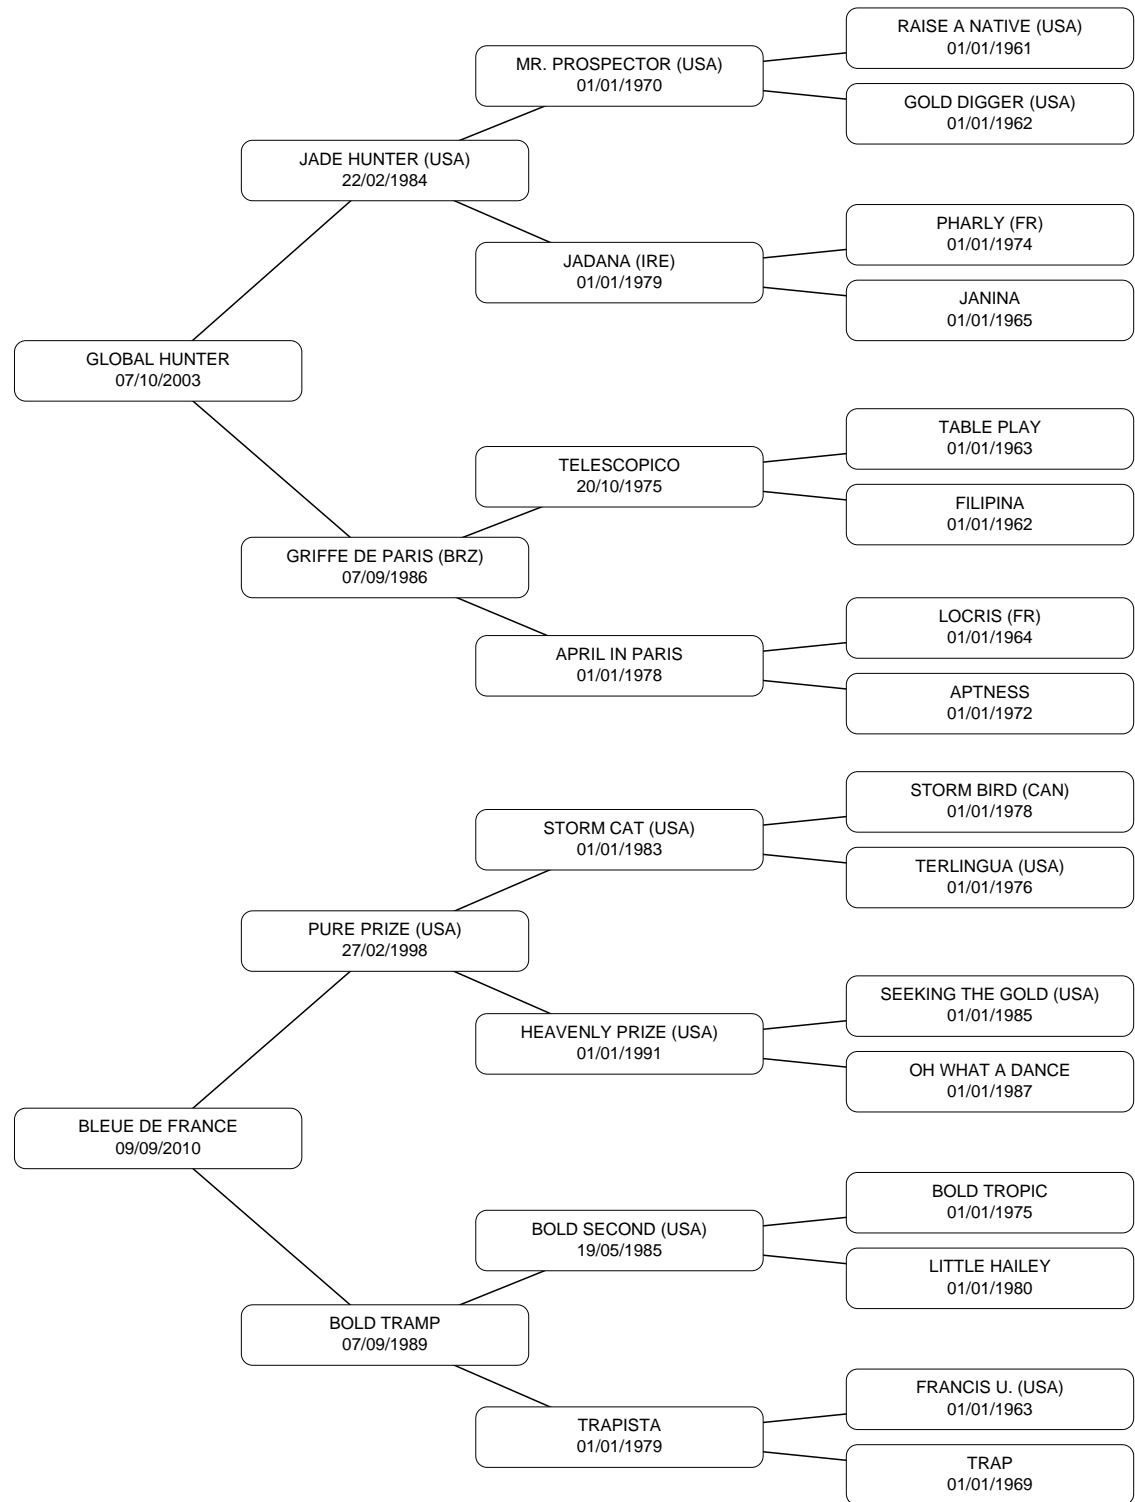 RAISE A NATIVE (USA)
01/01/1961
MR. PROSPECTOR (USA)
01/01/1970
GOLD DIGGER (USA)
01/01/1962
JADE HUNTER (USA)
22/02/1984
PHARLY (FR)
01/01/1974
JADANA (IRE)
01/01/1979
JANINA
01/01/1965
GLOBAL HUNTER
07/10/2003
TABLE PLAY
01/01/1963
TELESCOPICO
20/10/1975
FILIPINA
01/01/1962
GRIFFE DE PARIS (BRZ)
07/09/1986
LOCRIS (FR)
01/01/1964
APRIL IN PARIS
01/01/1978
APTNESS
01/01/1972
STORM BIRD (CAN)
01/01/1978
STORM CAT (USA)
01/01/1983
TERLINGUA (USA)
01/01/1976
PURE PRIZE (USA)
27/02/1998
SEEKING THE GOLD (USA)
01/01/1985
HEAVENLY PRIZE (USA)
01/01/1991
OH WHAT A DANCE
01/01/1987
BLEUE DE FRANCE
09/09/2010
BOLD TROPIC
01/01/1975
BOLD SECOND (USA)
19/05/1985
LITTLE HAILEY
01/01/1980
BOLD TRAMP
07/09/1989
FRANCIS U. (USA)
01/01/1963
TRAPISTA
01/01/1979
TRAP
01/01/1969